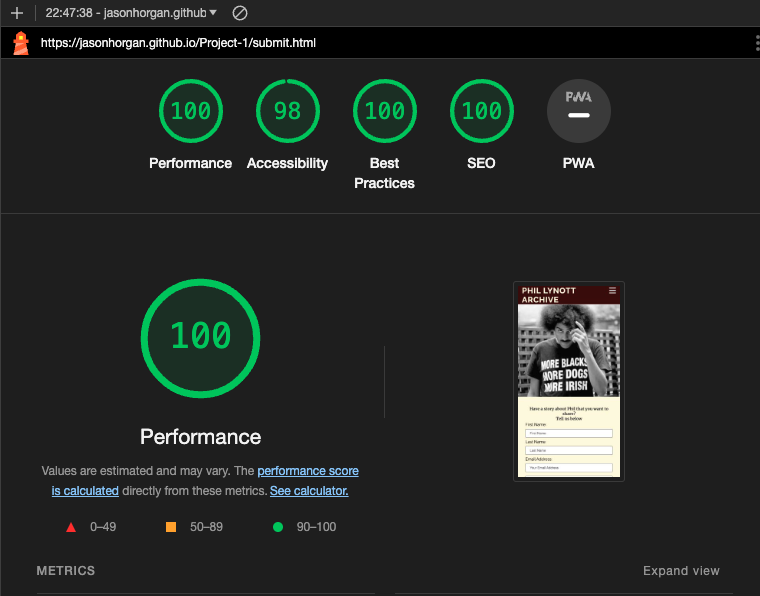 22:47:38 - jasonhorgan.github
https://jasonhorgan.github.io/Project-1/submit.html
100
98
100
100
PWA
Performance
Accessibility
Best
Practices
SEO
PWA
100
Performance
Values are estimated and may vary. The performance score
is calculated directly from these metrics. See calculator.
0–49
50–89
90–100
PHIL LYNOTT
ARCHIVE
MORE BLACKS
MORE DOGS
MORE IRISH
Have a story about Phil that you want to
share?
Tell us below
First Name:
First Name
Last Name:
Last Name
Email Address:
Your Email Address
METRICS
Expand view